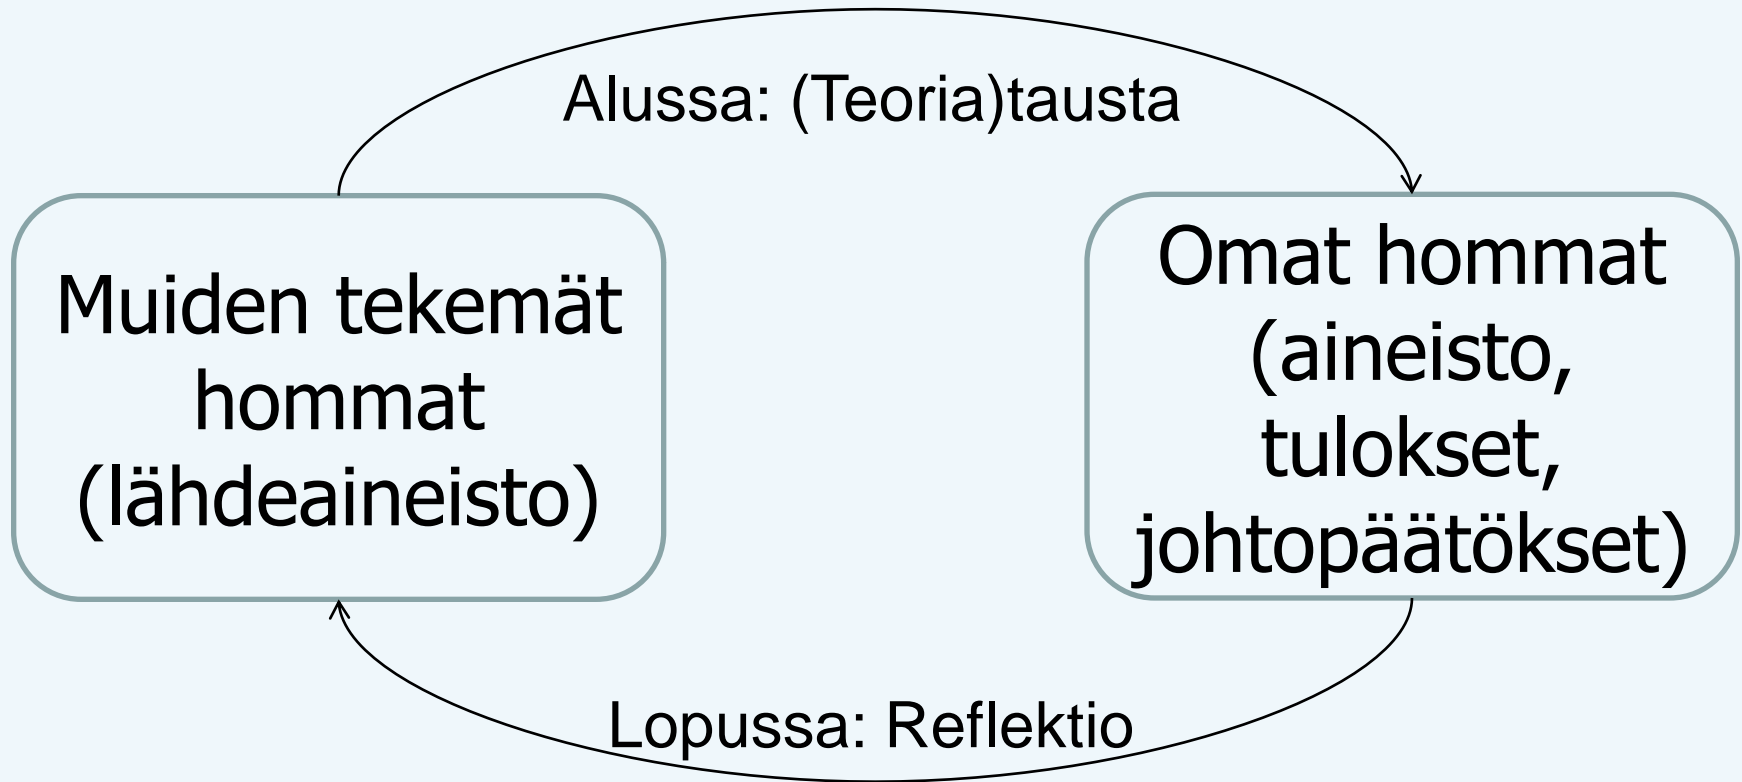 Alussa: (Teoria)tausta
Muiden tekemät
hommat
(lähdeaineisto)
Omat hommat
(aineisto,
tulokset,
johtopäätökset)
Lopussa: Reflektio